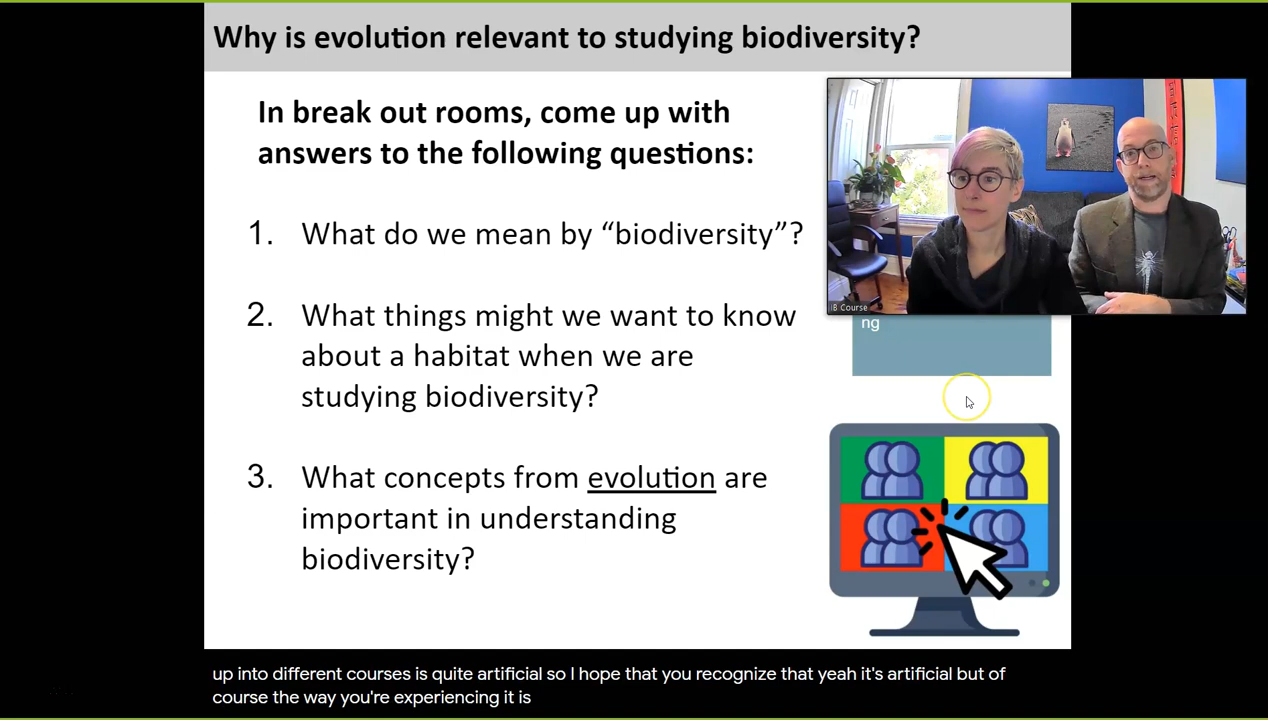 Why is evolution relevant to studying biodiversity?
In break out rooms, come up with
answers to the following questions:
1. What do we mean by “biodiversity”?
2. What things might we want to know
about a habitat when we are
studying biodiversity?
3. What concepts from evolution are
important in understanding
biodiversity?
IB Course
ng
up into different courses is quite artificial so I hope that you recognize that yeah it's artificial but of
course the way you're experiencing it is